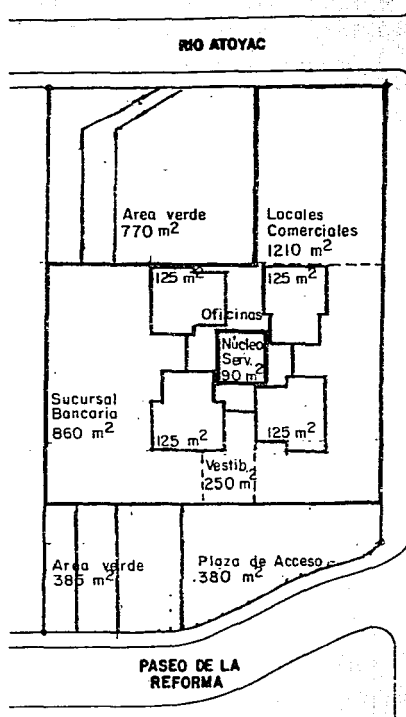 RIO ATOYAC
Area verde
770 m²
Locales
Comerciales
1210 m²
125 m²
125 m²
Oficinas
Núcleo
Serv.
90 m²
Sucursal
Bancaria
860 m²
125 m²
125 m²
Vestib.
250 m²
Area verde
385 m²
Plaza de Acceso
380 m²
PASEO DE LA
REFORMA